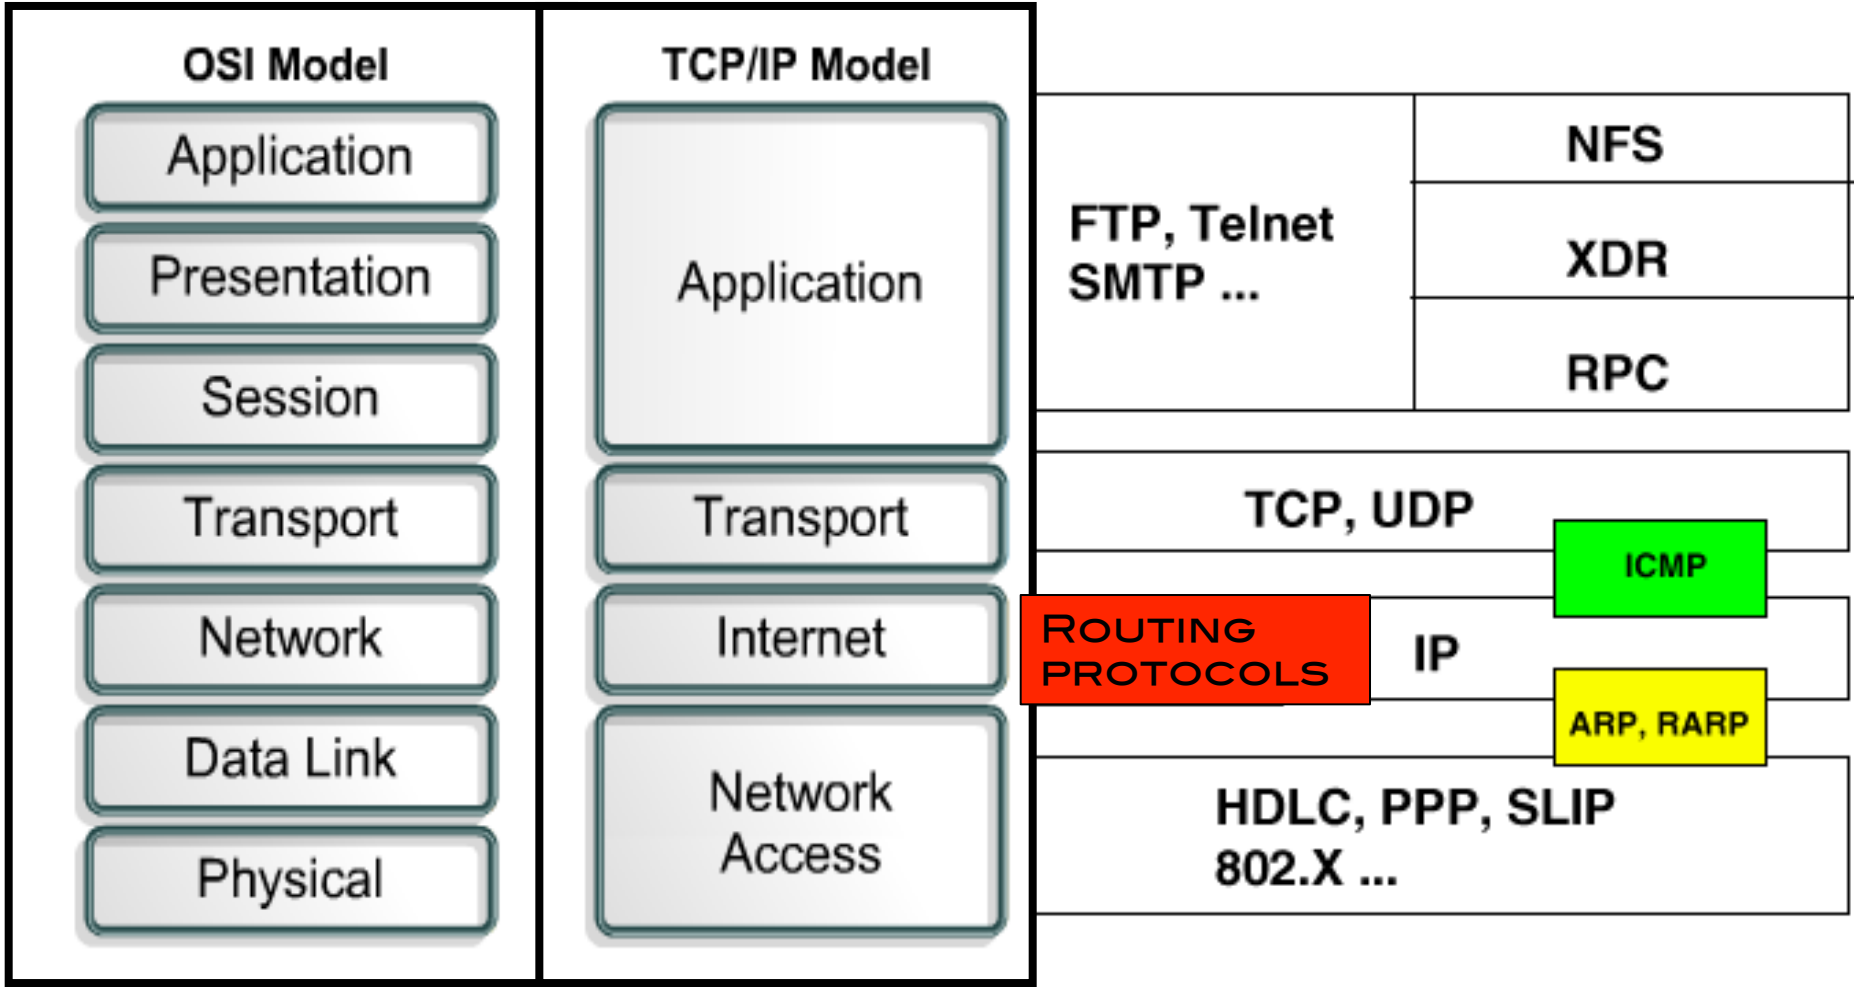 OSI Model
Application
Presentation
Session
Transport
Network
Data Link
Physical
TCP/IP Model
Application
Transport
Internet
Network
Access
FTP, Telnet
SMTP ...
NFS
XDR
RPC
TCP, UDP
ICMP
ROUTING
PROTOCOLS
IP
ARP, RARP
HDLC, PPP, SLIP
802.X ...